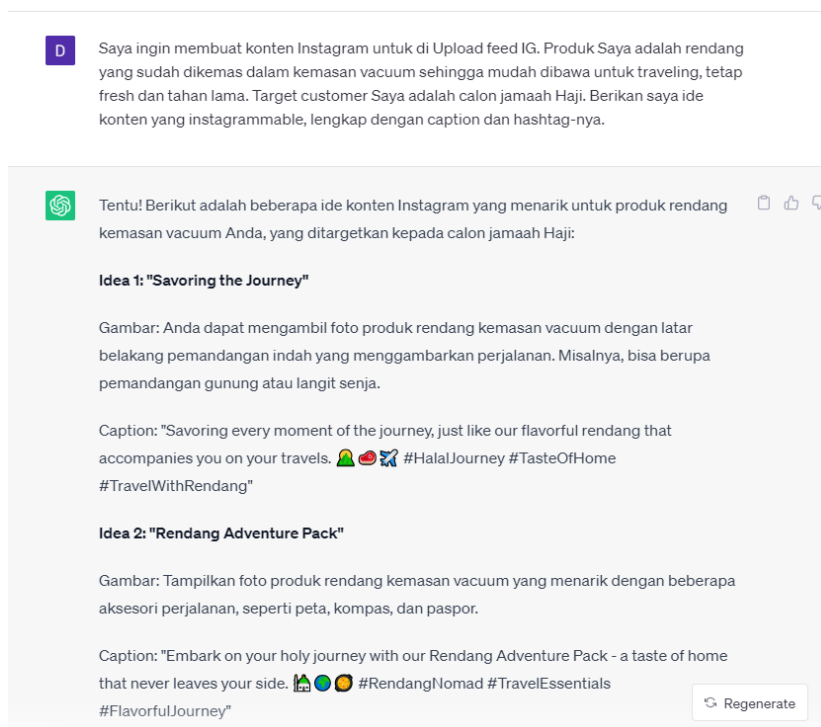 D
Saya ingin membuat konten Instagram untuk di Upload feed IG. Produk Saya adalah rendang
yang sudah dikemas dalam kemasan vacuum sehingga mudah dibawa untuk traveling, tetap
fresh dan tahan lama. Target customer Saya adalah calon jamaah Haji. Berikan saya ide
konten yang instagrammable, lengkap dengan caption dan hashtag-nya.
Tentu! Berikut adalah beberapa ide konten Instagram yang menarik untuk produk rendang
kemasan vacuum Anda, yang ditargetkan kepada calon jamaah Haji:
Idea 1: "Savoring the Journey"
Gambar: Anda dapat mengambil foto produk rendang kemasan vacuum dengan latar
belakang pemandangan indah yang menggambarkan perjalanan. Misalnya, bisa berupa
pemandangan gunung atau langit senja.
Caption: "Savoring every moment of the journey, just like our flavorful rendang that
accompanies you on your travels. 🌄🥩✈️ #HalalJourney #TasteOfHome
#TravelWithRendang"
Idea 2: "Rendang Adventure Pack"
Gambar: Tampilkan foto produk rendang kemasan vacuum yang menarik dengan beberapa
aksesori perjalanan, seperti peta, kompas, dan paspor.
Caption: "Embark on your holy journey with our Rendang Adventure Pack - a taste of home
that never leaves your side. 🕌🌍🥘 #RendangNomad #TravelEssentials
#FlavorfulJourney"
Regenerate